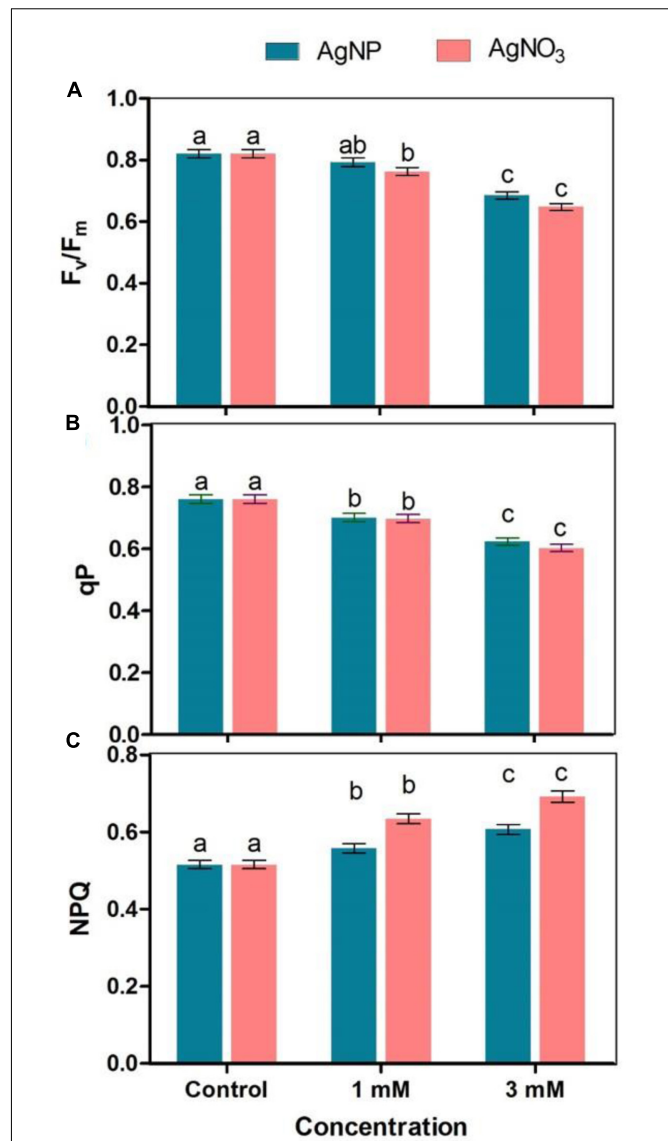 AgNP AgNO₃
A
1.0
0.8
0.6
0.4
0.2
0.0
Fᵥ/Fₘ
a a ab b c c
B
1.0
0.8
0.6
0.4
0.2
0.0
qP
a a b b c c
C
0.8
0.6
0.4
0.2
0.0
NPQ
a a b b c c
Control 1 mM 3 mM
Concentration